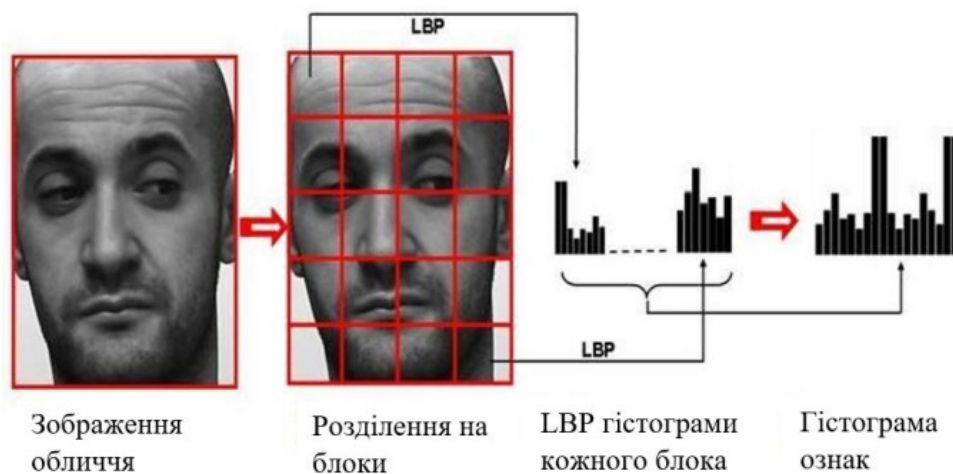 LBP
LBP
Зображення
обличчя
Розділення на
блоки
LBP гістограми
кожного блока
Гістограма
ознак